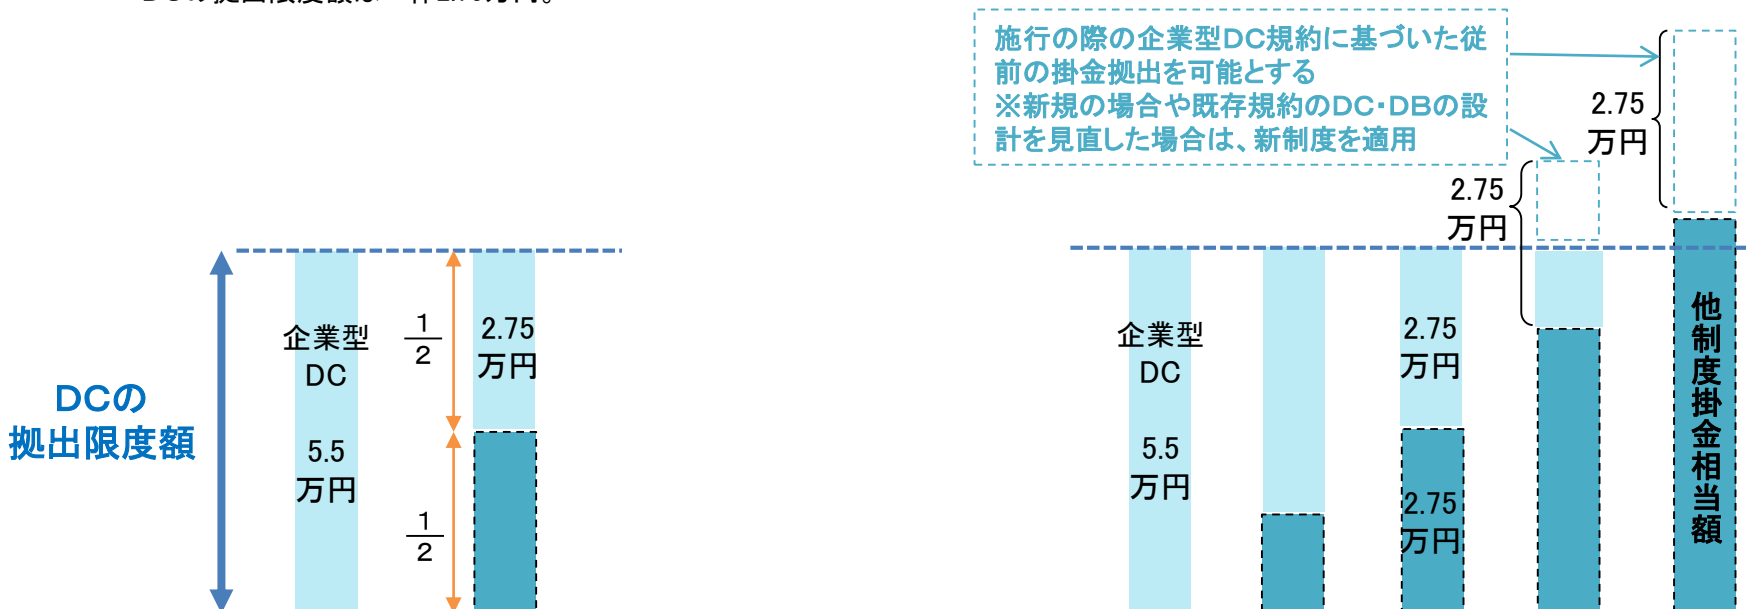 施行の際の企業型DC規約に基づいた従
前の掛金拠出を可能とする
※新規の場合や既存規約のDC・DBの設
計を見直した場合は、新制度を適用
2.75
万円
2.75
万円
DCの
拠出限度額
企業型
DC
5.5
万円
1
2
1
2
2.75
万円
企業型
DC
5.5
万円
2.75
万円
2.75
万円
他制度掛金相当額